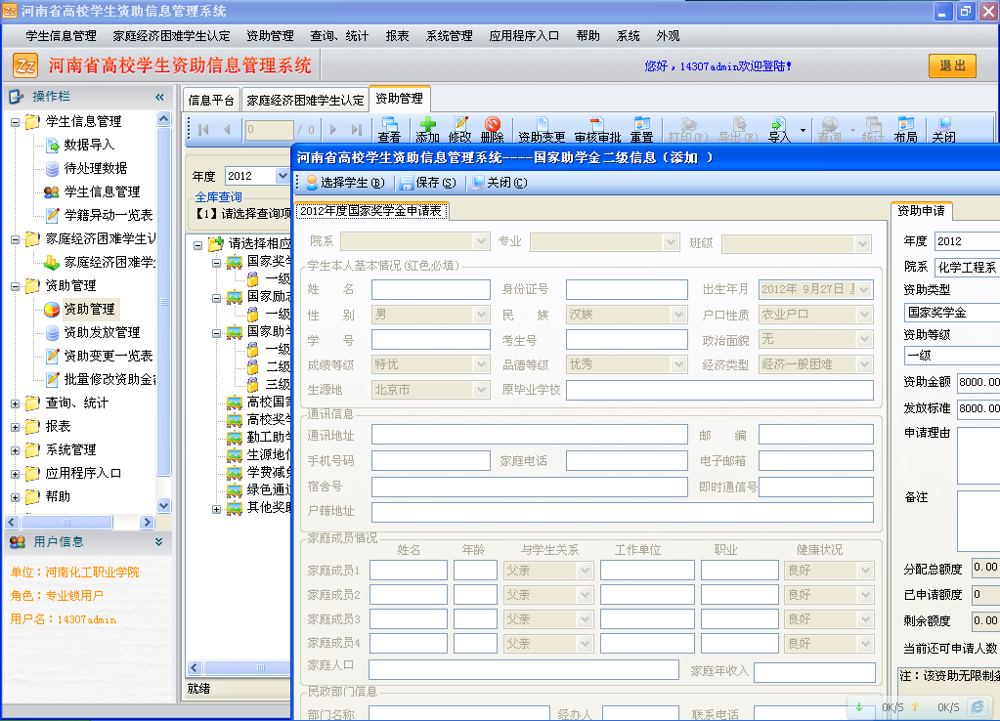 河南省高校学生资助信息管理系统
学生信息管理 家庭经济困难学生认定 资助管理 查询、统计 报表 系统管理 应用程序入口 帮助 系统 外观
河南省高校学生资助信息管理系统
您好，14307admin欢迎登陆！
退出
操作栏 «
学生信息管理
数据导入
待处理数据
学生信息管理
学籍异动一览表
家庭经济困难学生认
家庭经济困难学生
资助管理
资助管理
资助发放管理
资助变更一览表
批量修改资助金
查询、统计
报表
系统管理
应用程序入口
帮助
用户信息
单位：河南化工职业学院
角色：专业锁用户
用户名：14307admin
信息平台 家庭经济困难学生认定 资助管理
0 / 0 查看 添加 修改 删除 资助变更 审核审批 重置 打印(P) 导出(E) 导入 查询 统计 布局 关闭
年度 2012
全库查询
【1】请选择查询项
请选择相应
国家奖学
一级
国家励志
一级
国家助学
一级
二级
三级
高校国家
高校奖学
勤工助学
生源地信
学费减免
绿色通道
其他奖助
就绪
河南省高校学生资助信息管理系统----国家助学金二级信息（添加 ）
选择学生(B) 保存(S) 关闭(C)
2012年度国家奖学金申请表
院系 专业 班级
学生本人基本情况(红色必填)
姓 名 身份证号 出生年月 2012年 9月27日
性 别 男 民 族 汉族 户口性质 农业户口
学 号 考生号 政治面貌 无
成绩等级 特优 品德等级 优秀 经济类型 经济一般困难
生源地 北京市 原毕业学校
通讯信息
通讯地址 邮 编
手机号码 家庭电话 电子邮箱
宿舍号 即时通信号
户籍地址
家庭成员情况
姓名 年龄 与学生关系 工作单位 职业 健康状况
家庭成员1 父亲 良好
家庭成员2 父亲 良好
家庭成员3 父亲 良好
家庭成员4 父亲 良好
家庭人口 家庭年收入
民政部门信息
部门名称 经办人 联系电话
资助申请
年度 2012
院系 化学工程系
资助类型
国家奖学金
资助等级
一级
资助金额 8000.00
发放标准 8000.00
申请理由
备注
分配总额度 0.00
已申请额度 0
剩余额度 0.00
当前还可申请人数
注：该资助无限制条
0K/S 0K/S